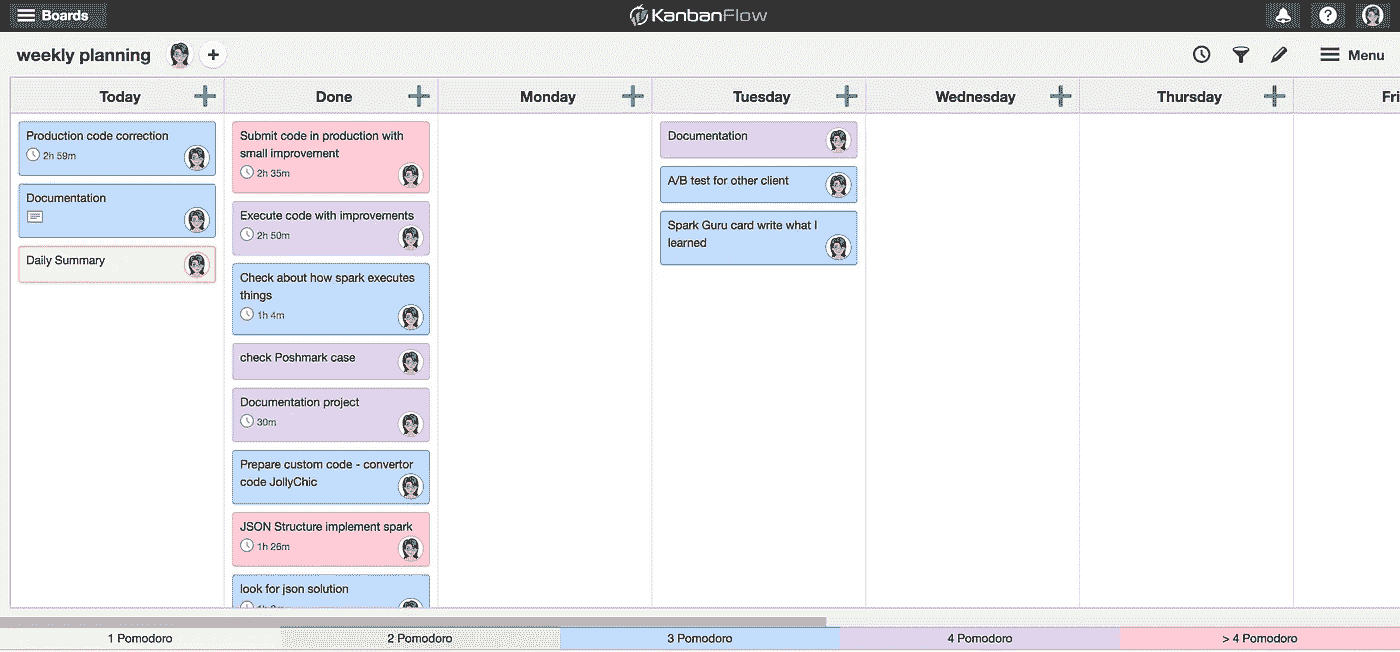 Boards
KanbanFlow
weekly planning
Menu
Today
Done
Monday
Tuesday
Wednesday
Thursday
Fri
Production code correction
2h 59m
Documentation
Daily Summary
Submit code in production with
small improvement
2h 35m
Execute code with improvements
2h 50m
Check about how spark executes
things
1h 4m
check Poshmark case
Documentation project
30m
Prepare custom code - convertor
code JollyChic
JSON Structure implement spark
1h 26m
look for json solution
Documentation
A/B test for other client
Spark Guru card write what I
learned
1 Pomodoro
2 Pomodoro
3 Pomodoro
4 Pomodoro
> 4 Pomodoro